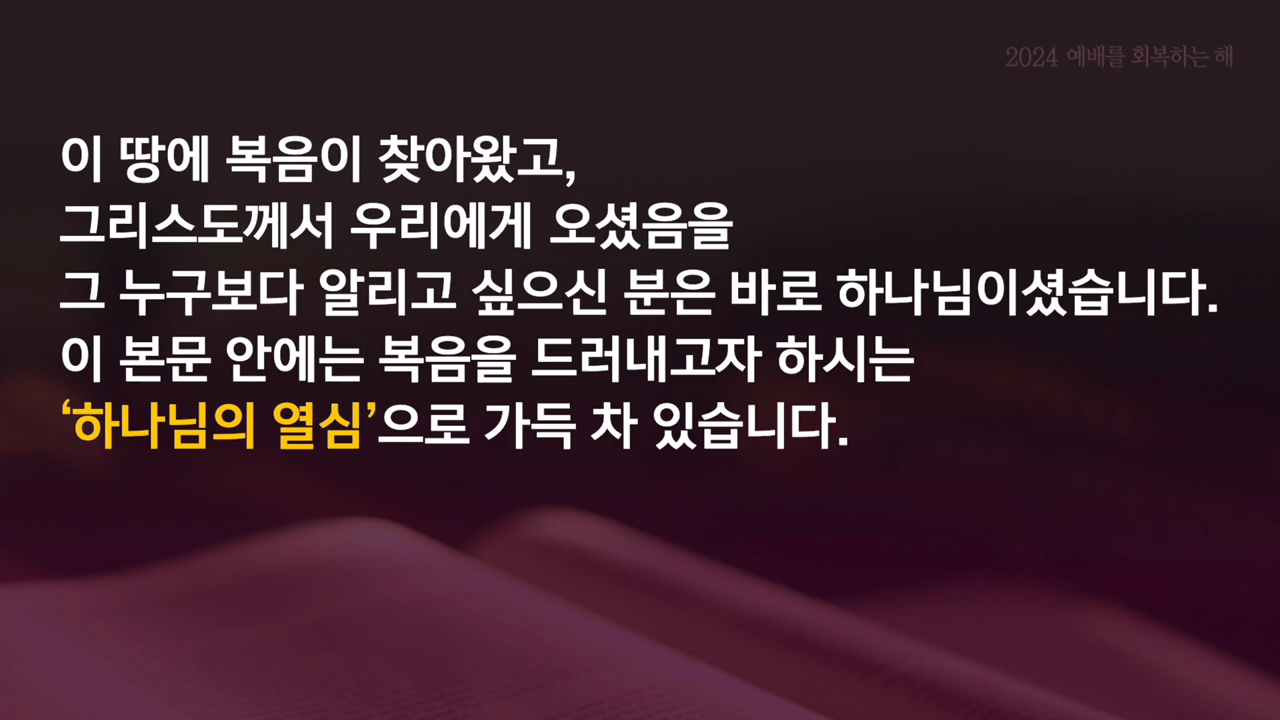 2024 예배를 회복하는 해
이 땅에 복음이 찾아왔고,
그리스도께서 우리에게 오셨음을
그 누구보다 알리고 싶으신 분은 바로 하나님이셨습니다.
이 본문 안에는 복음을 드러내고자 하시는
‘하나님의 열심’으로 가득 차 있습니다.